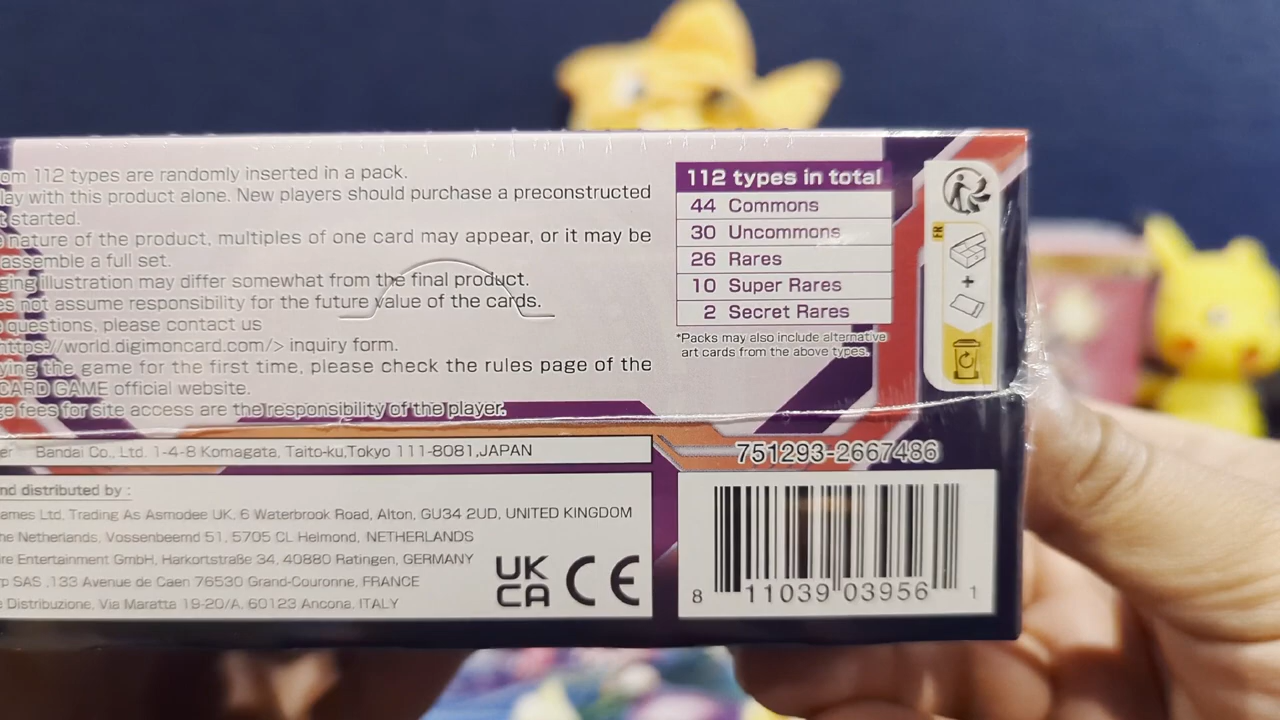 om 112 types are randomly inserted in a pack.
lay with this product alone. New players should purchase a preconstructed
t started.
nature of the product, multiples of one card may appear, or it may be
assemble a full set.
ging illustration may differ somewhat from the final product.
es not assume responsibility for the future value of the cards.
questions, please contact us
https://world.digimoncard.com/> inquiry form.
ying the game for the first time, please check the rules page of the
CARD GAME official website.
ge fees for site access are the responsibility of the player.
112 types in total
44 Commons
30 Uncommons
26 Rares
10 Super Rares
2 Secret Rares
*Packs may also include alternative
art cards from the above types.
FR
+
er Bandai Co., Ltd. 1-4-8 Komagata, Taito-ku,Tokyo 111-8081,JAPAN
nd distributed by :
ames Ltd. Trading As Asmodee UK. 6 Waterbrook Road, Alton, GU34 2UD, UNITED KINGDOM
he Netherlands, Vossenbeemd 51, 5705 CL Helmond, NETHERLANDS
re Entertainment GmbH, Harkortstraße 34, 40880 Ratingen, GERMANY
p SAS ,133 Avenue de Caen 76530 Grand-Couronne, FRANCE
e Distribuzione, Via Maratta 19-20/A. 60123 Ancona. ITALY
UK
CA CE
751293-2667486
8 11039 03956 1